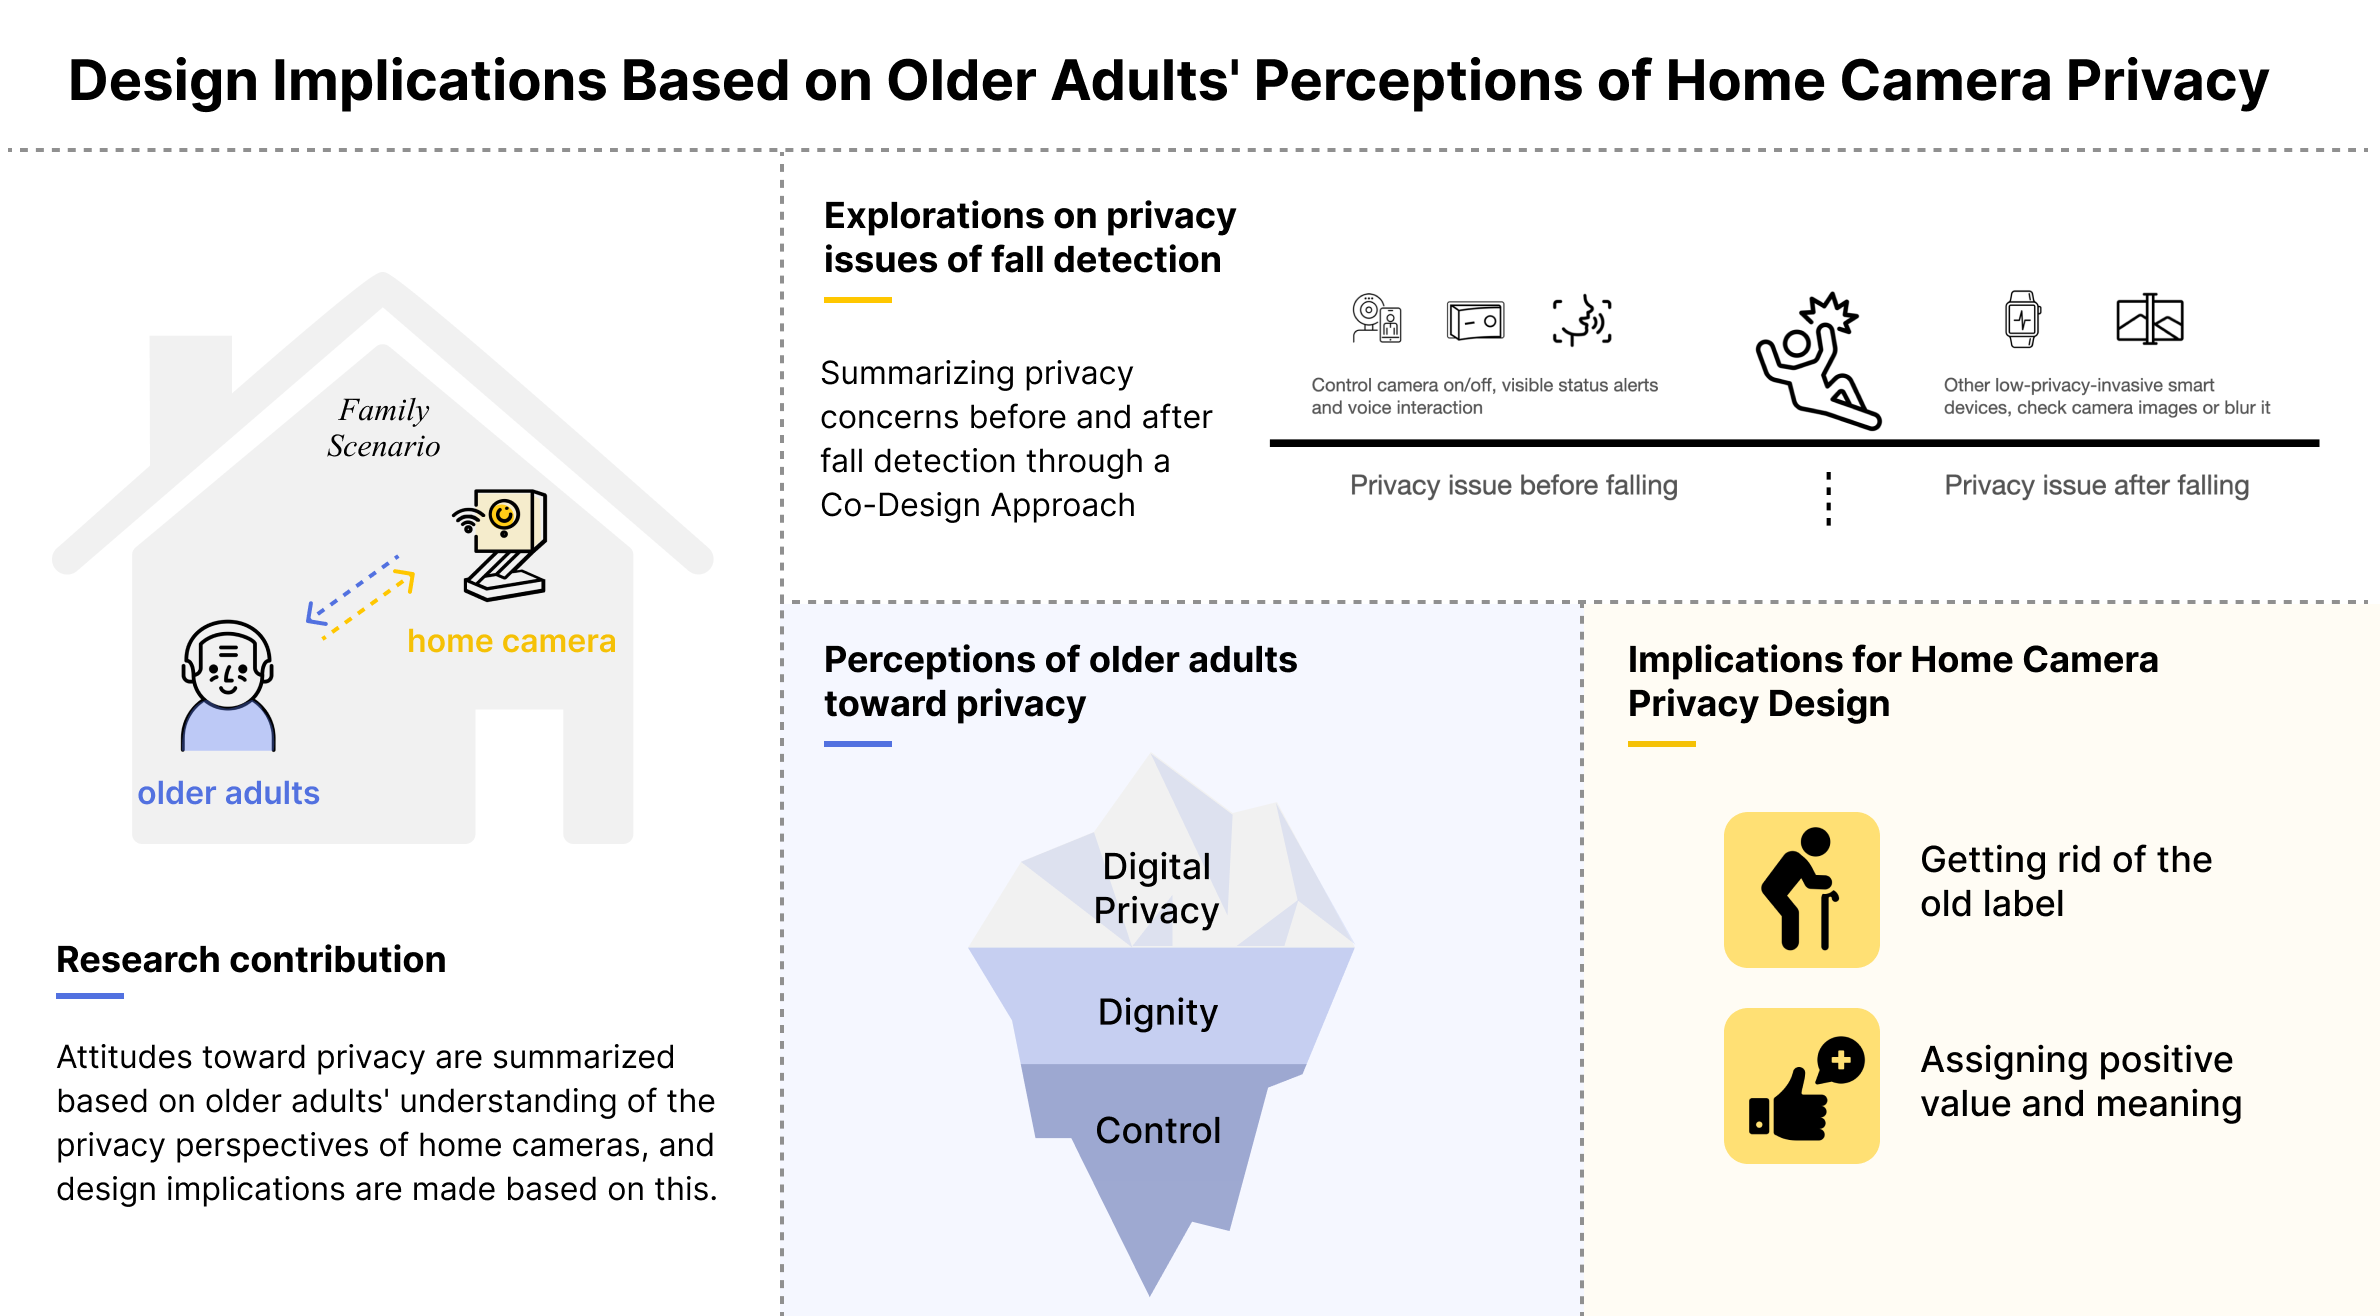 Design Implications Based on Older Adults' Perceptions of Home Camera Privacy
Family
Scenario
home camera
older adults
Research contribution
Attitudes toward privacy are summarized
based on older adults' understanding of the
privacy perspectives of home cameras, and
design implications are made based on this.
Explorations on privacy
issues of fall detection
Summarizing privacy
concerns before and after
fall detection through a
Co-Design Approach
Control camera on/off, visible status alerts
and voice interaction
Other low-privacy-invasive smart
devices, check camera images or blur it
Privacy issue before falling
Privacy issue after falling
Perceptions of older adults
toward privacy
Digital
Privacy
Dignity
Control
Implications for Home Camera
Privacy Design
Getting rid of the
old label
Assigning positive
value and meaning